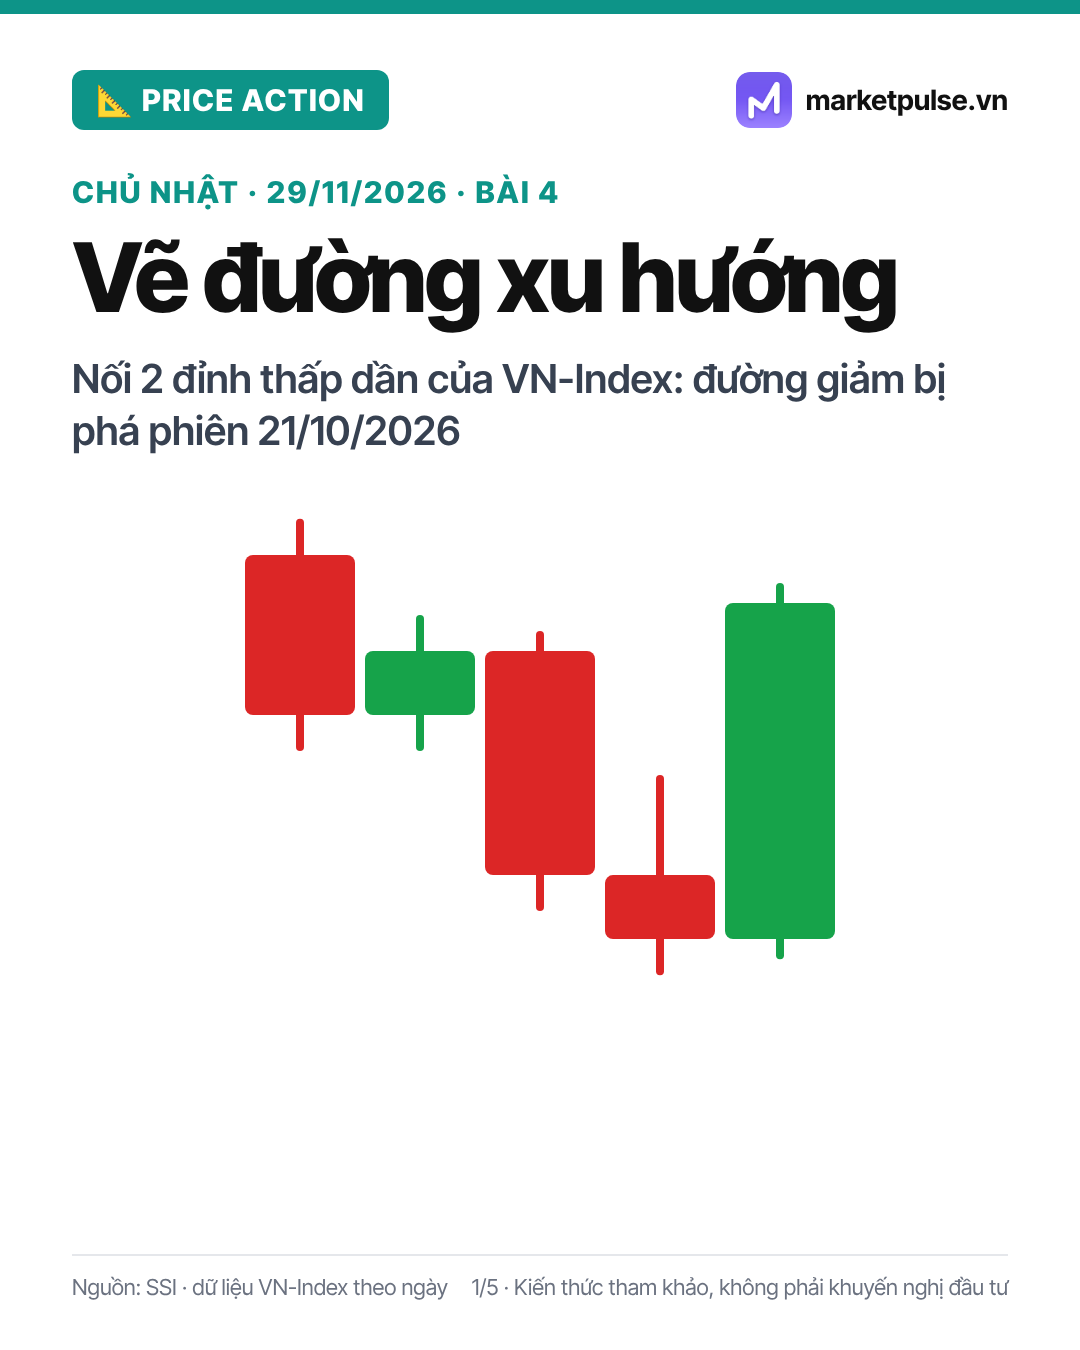 📐 PRICE ACTION
marketpulse.vn
CHỦ NHẬT · 29/11/2026 · BÀI 4
Vẽ đường xu hướng
Nối 2 đỉnh thấp dần của VN-Index: đường giảm bị
phá phiên 21/10/2026
Nguồn: SSI · dữ liệu VN-Index theo ngày
1/5 · Kiến thức tham khảo, không phải khuyến nghị đầu tư